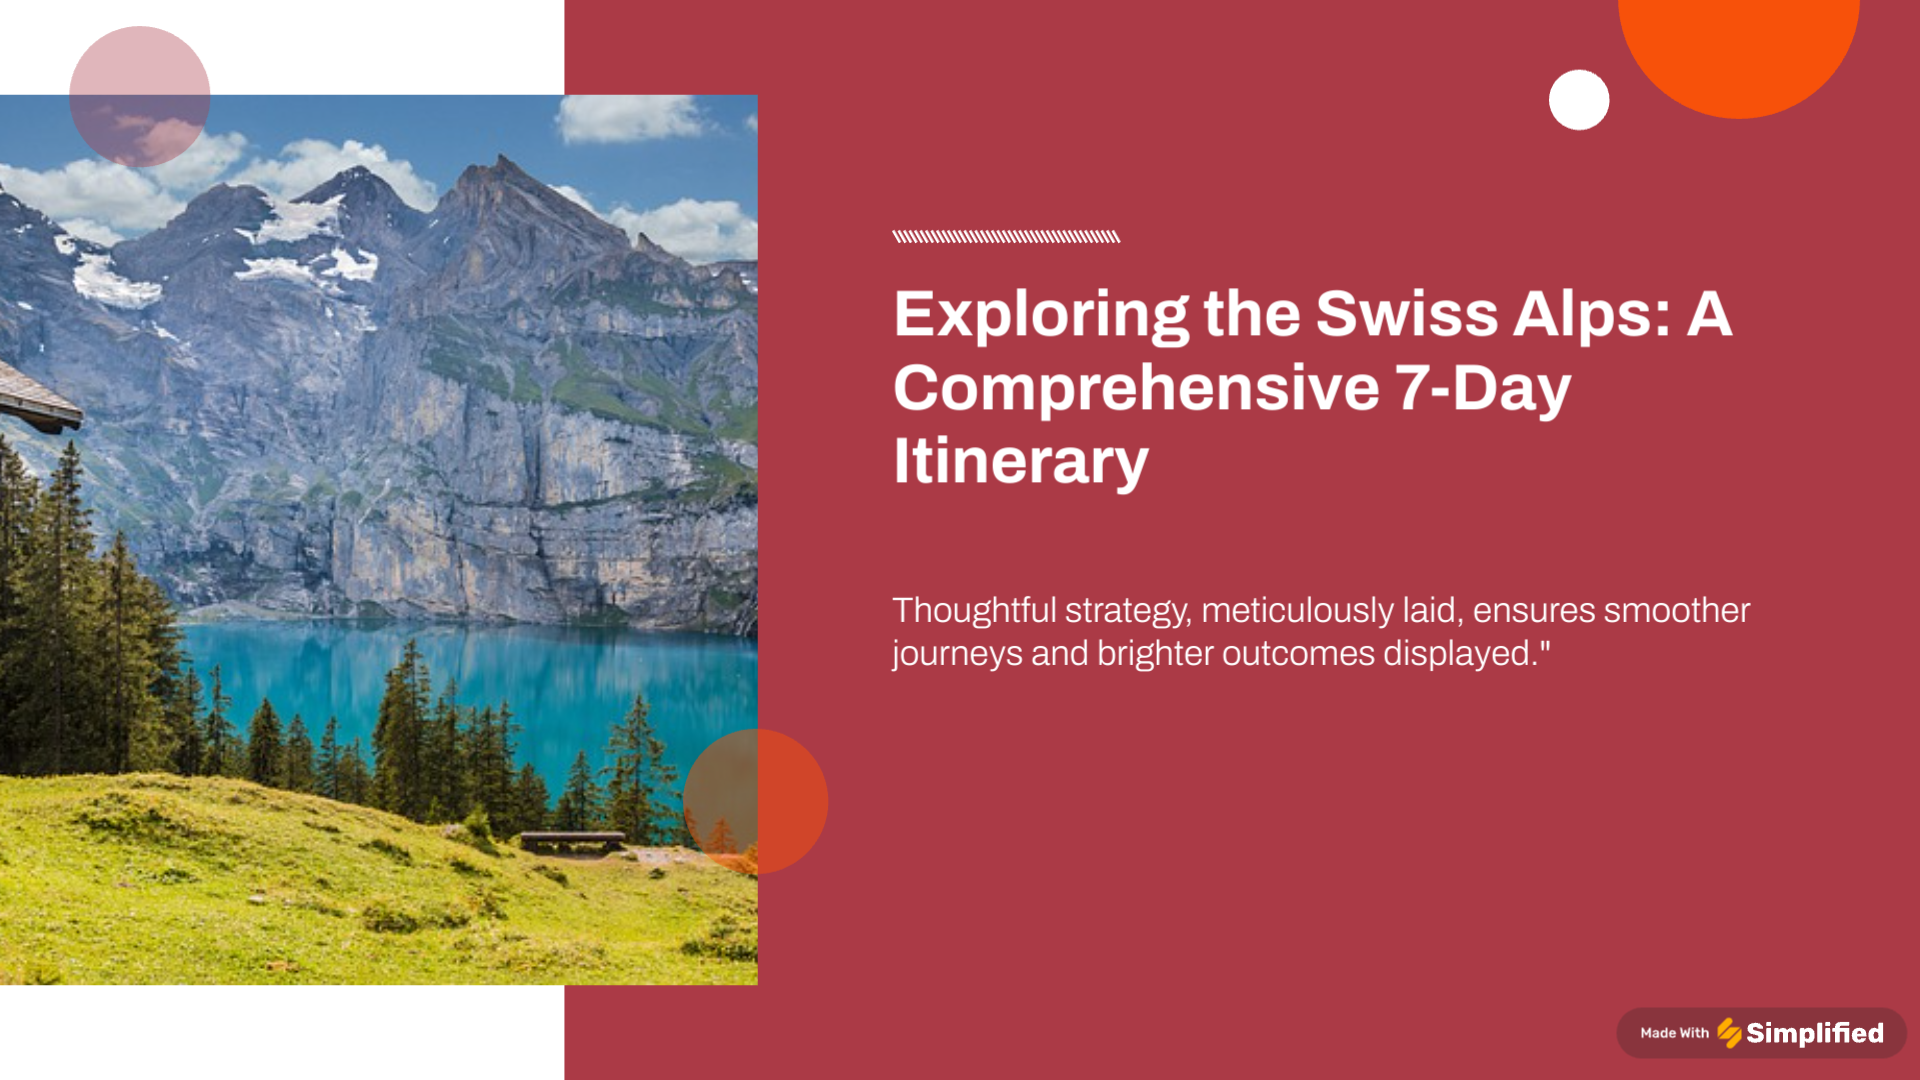 Exploring the Swiss Alps: A
Comprehensive 7-Day
Itinerary
Thoughtful strategy, meticulously laid, ensures smoother
journeys and brighter outcomes displayed."
Made With Simplified